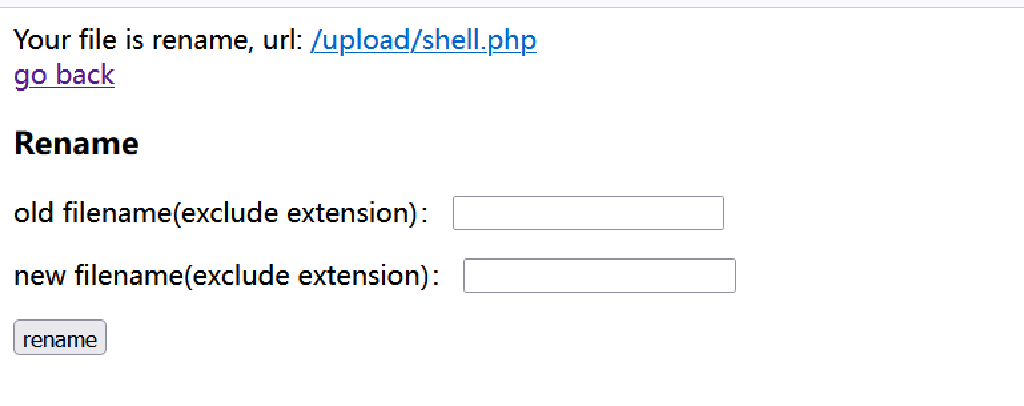 Your file is rename, url: /upload/shell.php
go back
Rename
old filename(exclude extension):
new filename(exclude extension):
rename